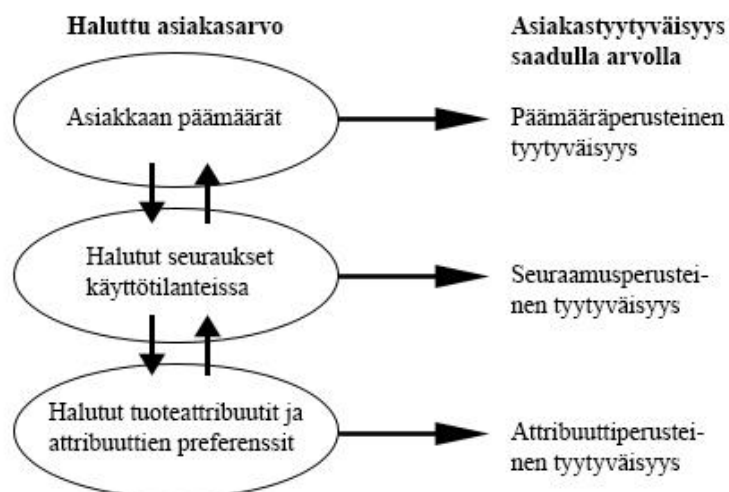 Haluttu asiakasarvo
Asiakastyytyväisyys
saadulla arvolla
Asiakkaan päämäärät
Päämääräperusteinen
tyytyväisyys
Halutut seuraukset
käyttötilanteissa
Seuraamusperustei-
nen tyytyväisyys
Halutut tuoteattribuutit ja
attribuuttien preferenssit
Attribuuttiperustei-
nen tyytyväisyys